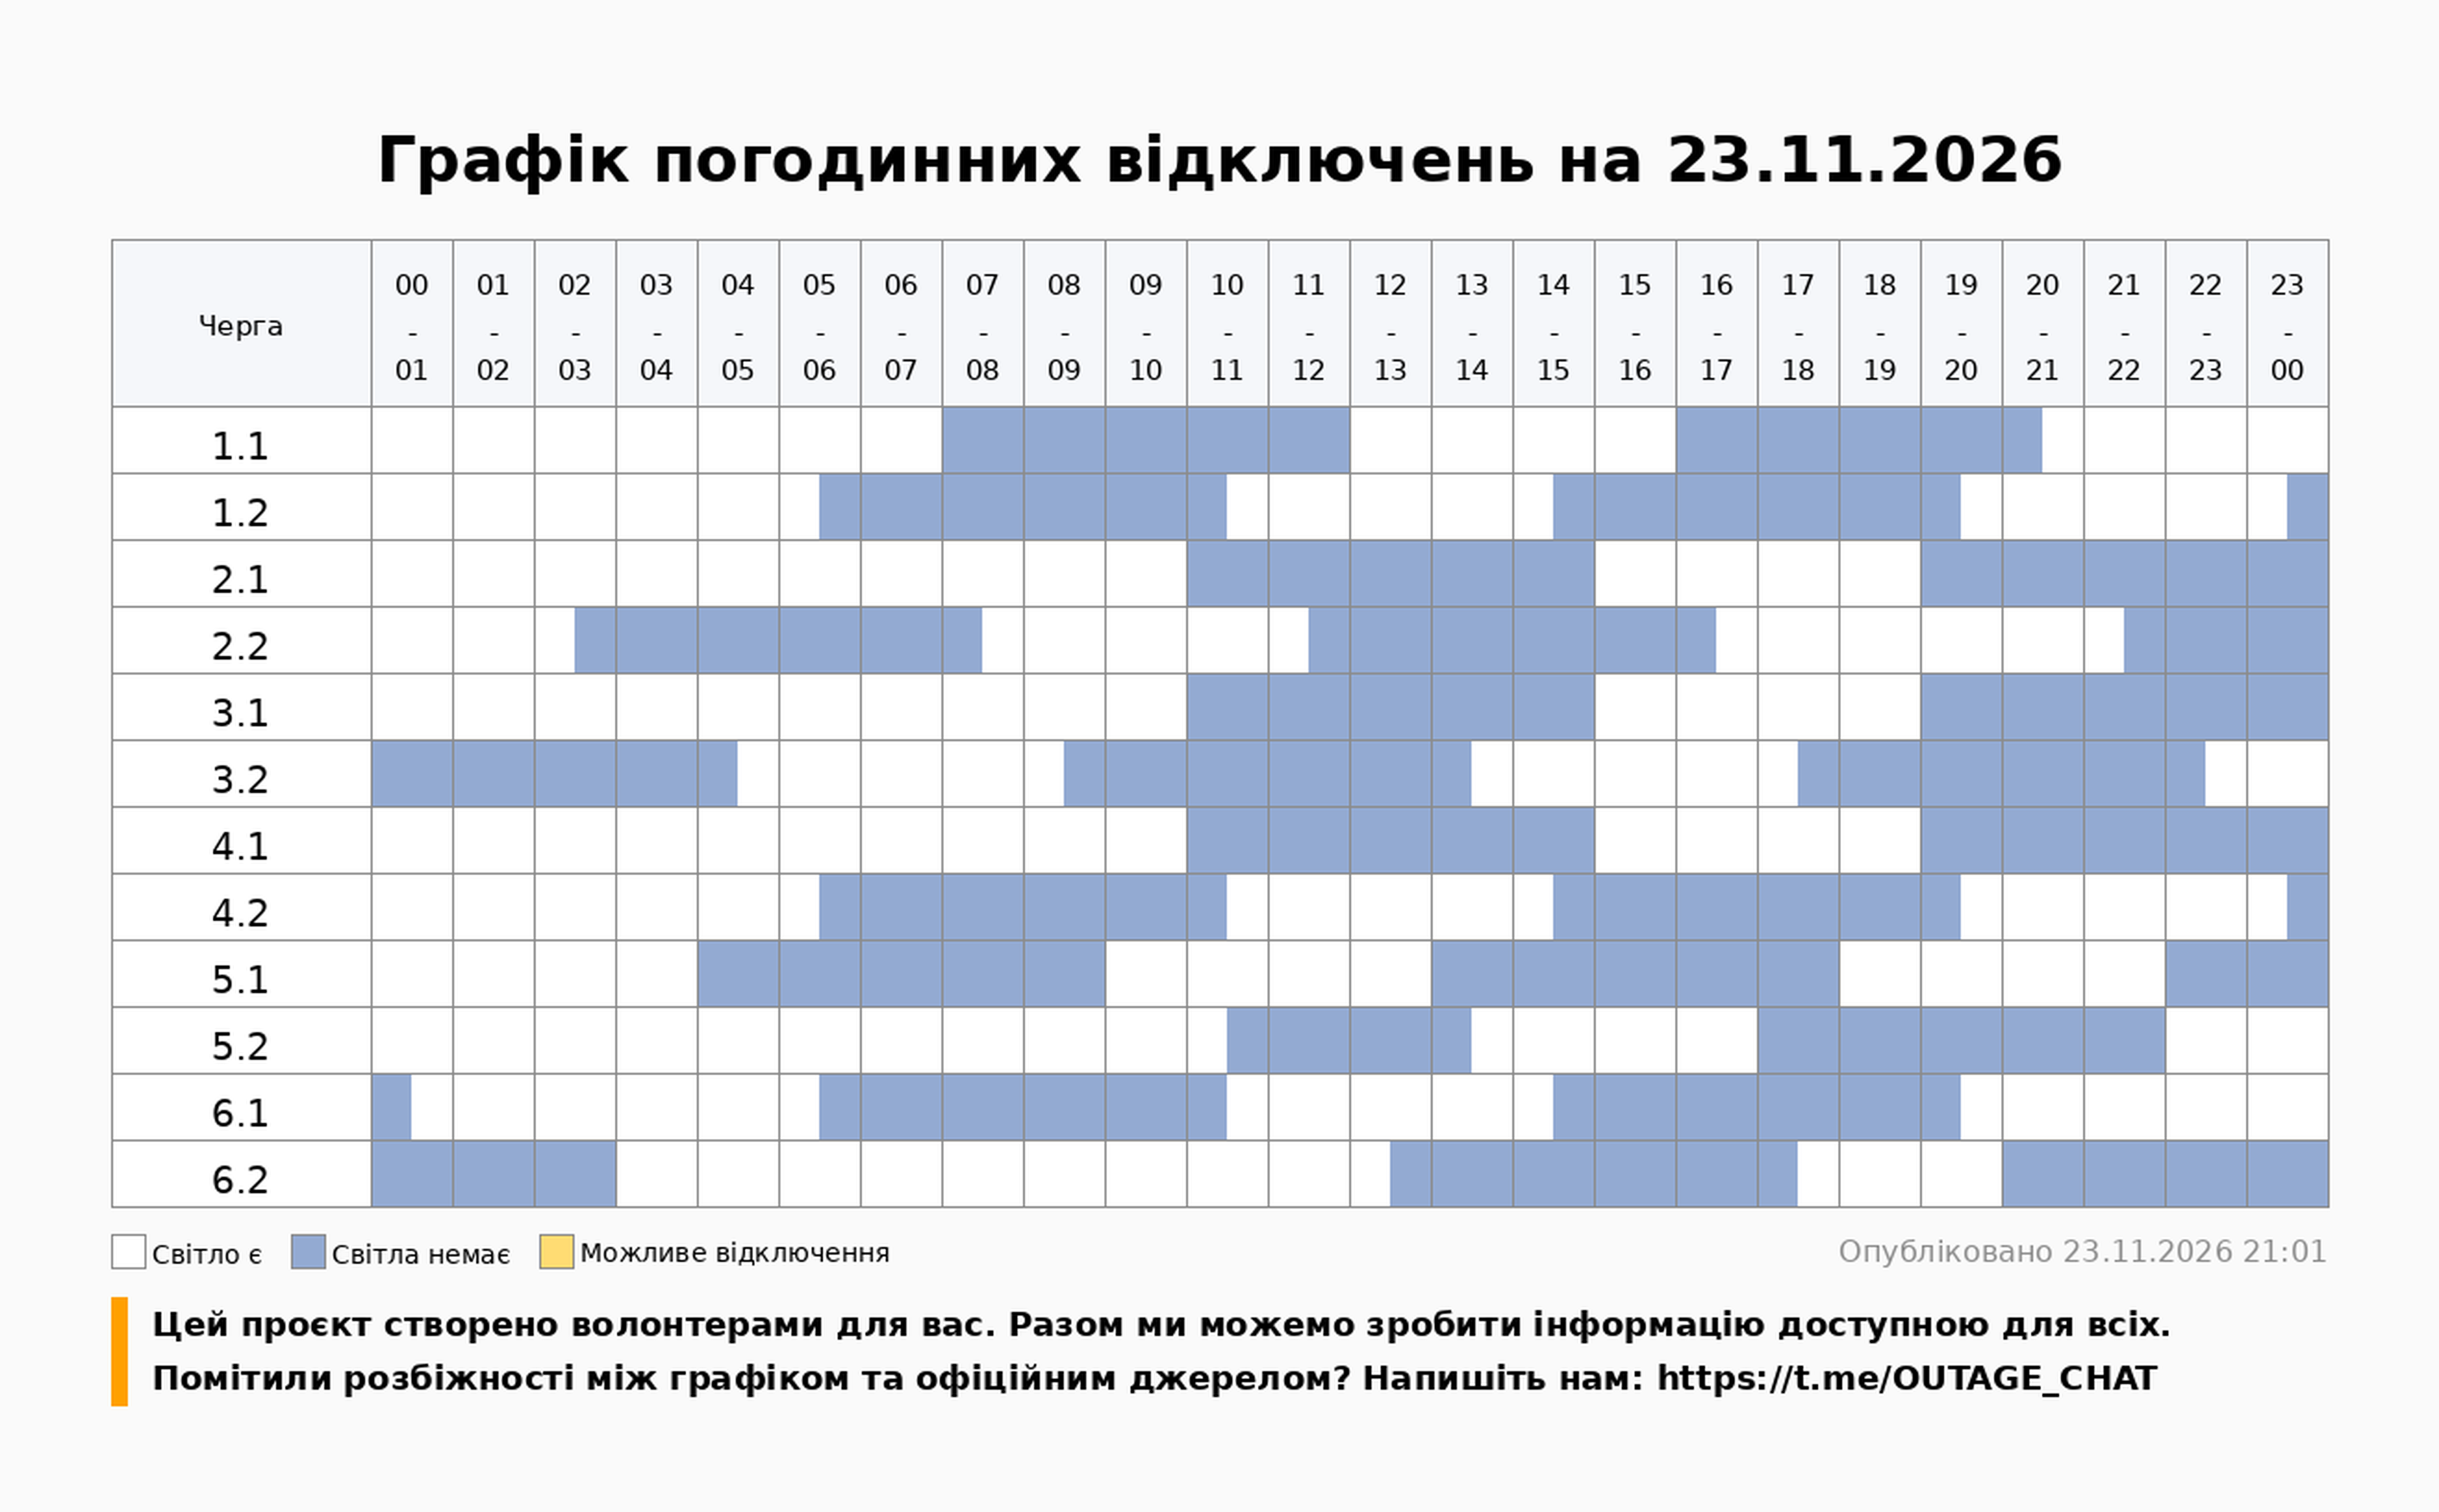 Графік погодинних відключень на 23.11.2026
Черга 00 - 01 01 - 02 02 - 03 03 - 04 04 - 05 05 - 06 06 - 07 07 - 08 08 - 09 09 - 10 10 - 11 11 - 12 12 - 13 13 - 14 14 - 15 15 - 16 16 - 17 17 - 18 18 - 19 19 - 20 20 - 21 21 - 22 22 - 23 23 - 00
1.1
1.2
2.1
2.2
3.1
3.2
4.1
4.2
5.1
5.2
6.1
6.2
Світло є Світла немає Можливе відключення Опубліковано 23.11.2026 21:01
Цей проєкт створено волонтерами для вас. Разом ми можемо зробити інформацію доступною для всіх.
Помітили розбіжності між графіком та офіційним джерелом? Напишіть нам: https://t.me/OUTAGE_CHAT